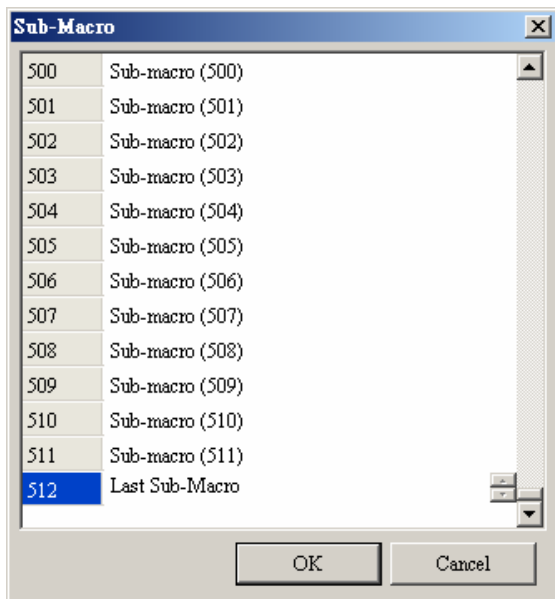 Sub-Macro
500 Sub-macro (500)
501 Sub-macro (501)
502 Sub-macro (502)
503 Sub-macro (503)
504 Sub-macro (504)
505 Sub-macro (505)
506 Sub-macro (506)
507 Sub-macro (507)
508 Sub-macro (508)
509 Sub-macro (509)
510 Sub-macro (510)
511 Sub-macro (511)
512 Last Sub-Macro
OK Cancel